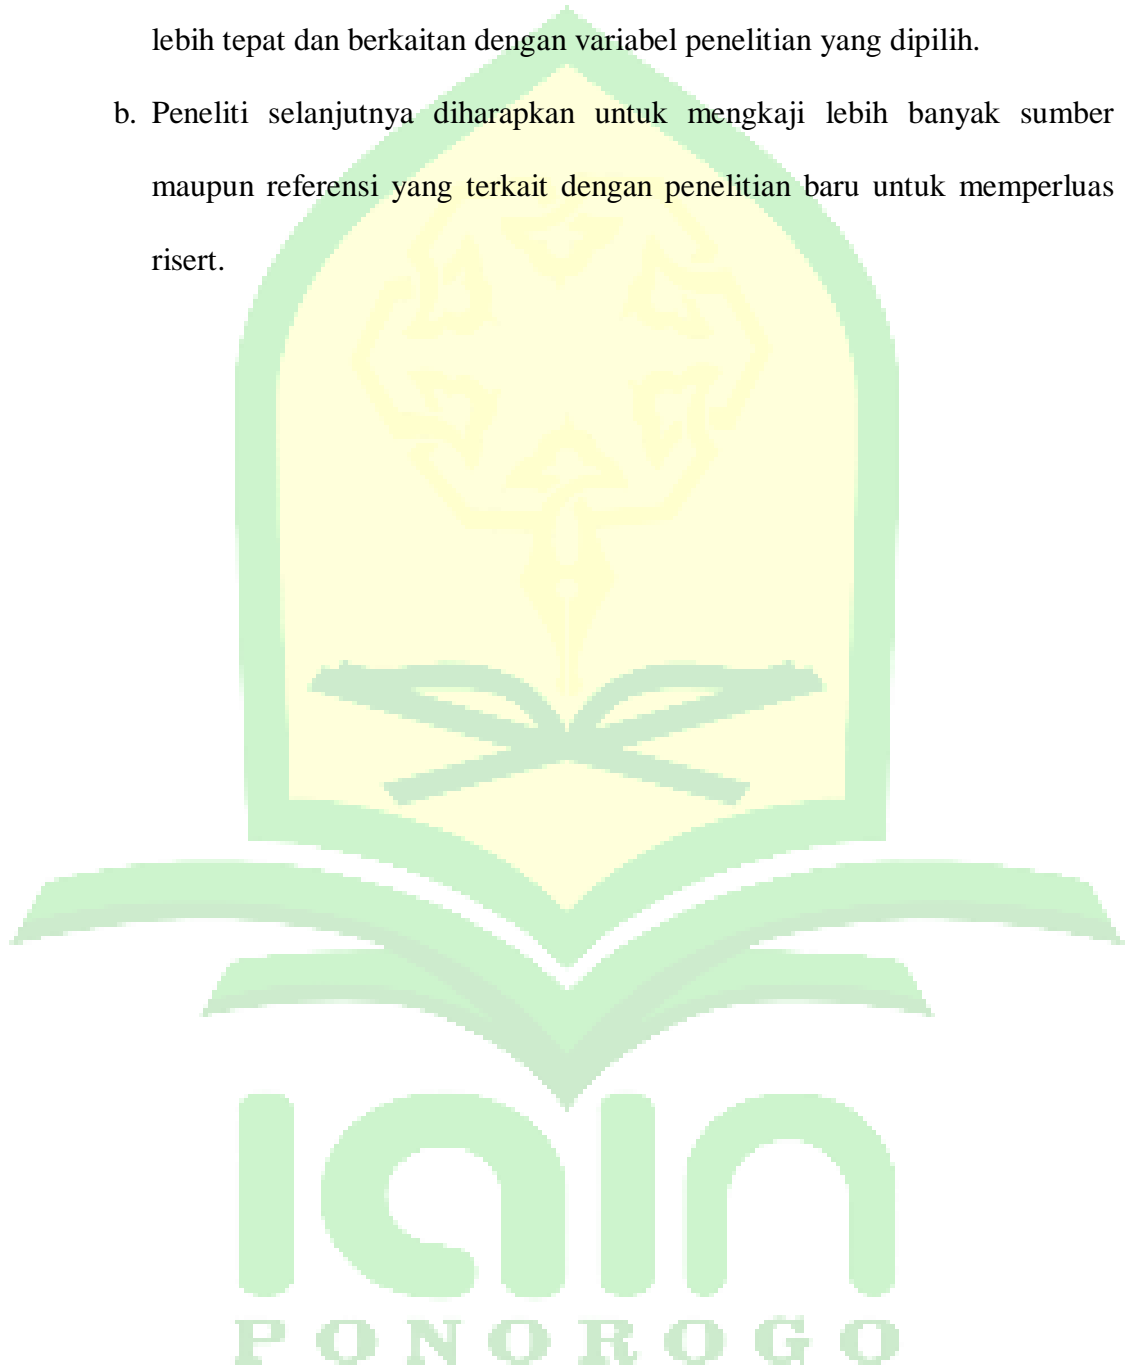 lebih tepat dan berkaitan dengan variabel penelitian yang dipilih.
b. Peneliti selanjutnya diharapkan untuk mengkaji lebih banyak sumber
maupun referensi yang terkait dengan penelitian baru untuk memperluas
risert.
iain
PONOROGO